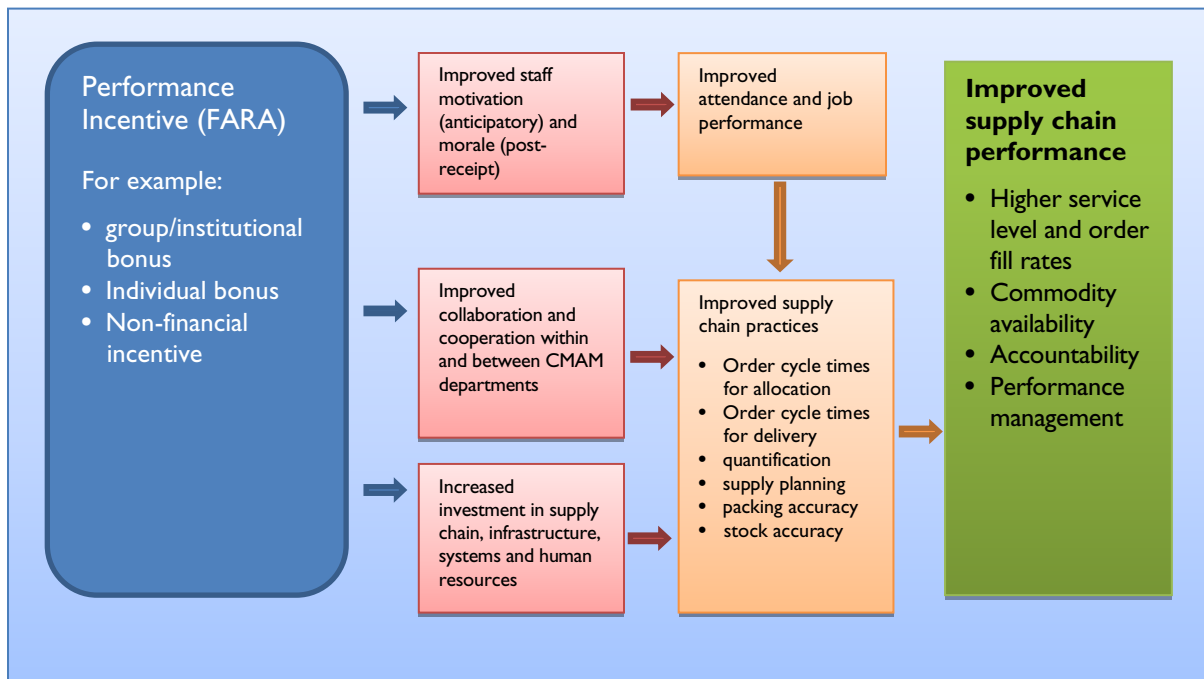 Performance
Incentive (FARA)
For example:
• group/institutional
bonus
• Individual bonus
• Non-financial
incentive
Improved staff
motivation
(anticipatory) and
morale (post-
receipt)
Improved
collaboration and
cooperation within
and between CMAM
departments
Increased
investment in supply
chain, infrastructure,
systems and human
resources
Improved
attendance and job
performance
Improved supply
chain practices
• Order cycle times
for allocation
• Order cycle times
for delivery
• quantification
• supply planning
• packing accuracy
• stock accuracy
Improved
supply chain
performance
• Higher service
level and order
fill rates
• Commodity
availability
• Accountability
• Performance
management